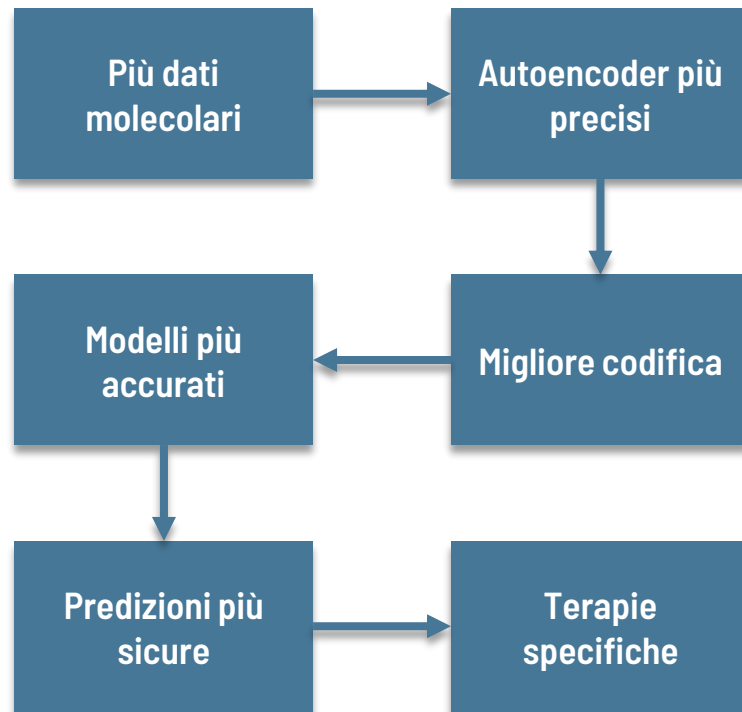 Più dati
molecolari
Autoencoder più
precisi
Migliore codifica
Modelli più
accurati
Predizioni più
sicure
Terapie
specifiche